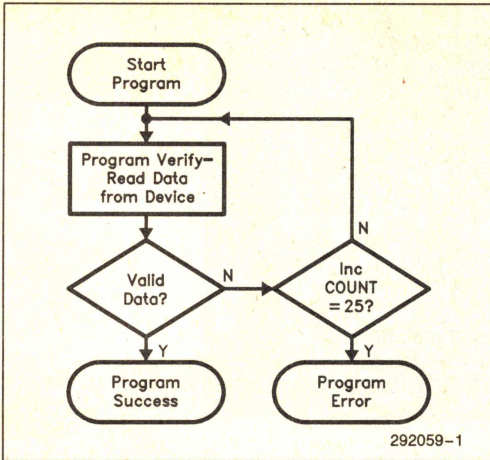 Start
Program
Program Verify–
Read Data
from Device
Valid
Data?
N
Y
Inc
COUNT
= 25?
N
Y
Program
Success
Program
Error
292059–1